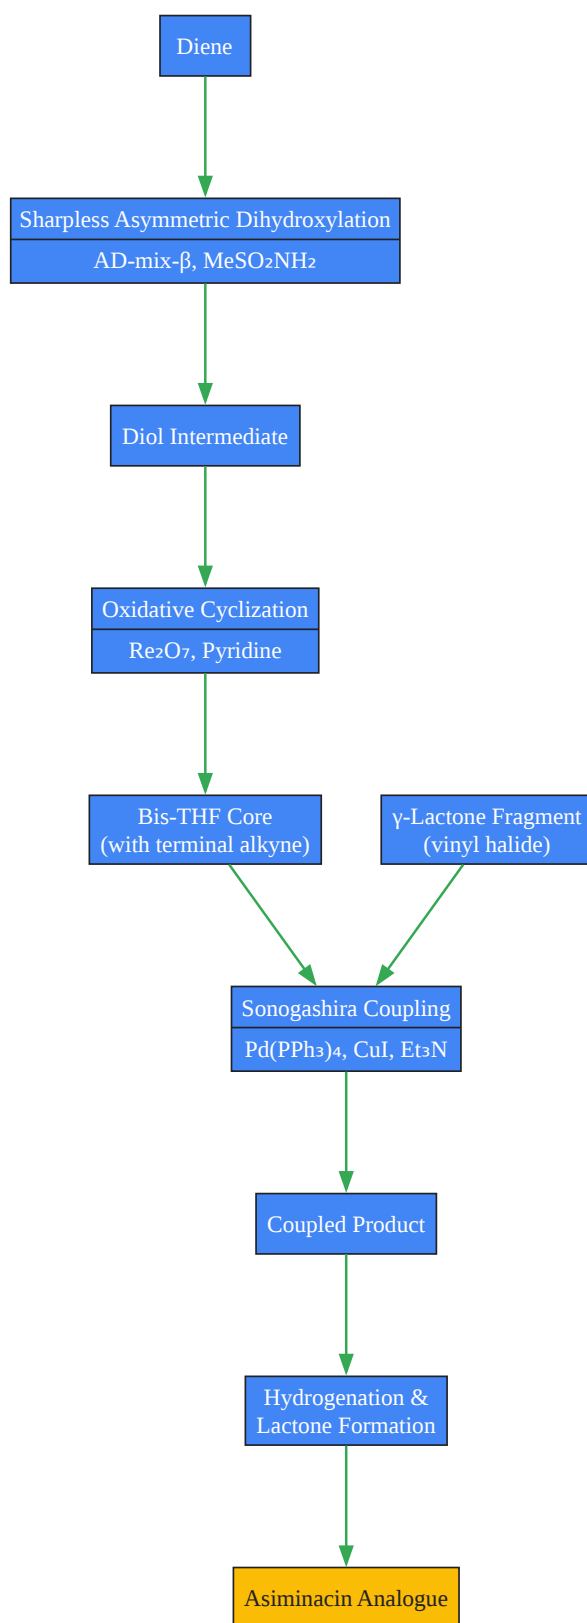 Diene
Sharpless Asymmetric Dihydroxylation
AD-mix-β, MeSO₂NH₂
Diol Intermediate
Oxidative Cyclization
Re₂O₇, Pyridine
Bis-THF Core
(with terminal alkyne)
γ-Lactone Fragment
(vinyl halide)
Sonogashira Coupling
Pd(PPh₃)₄, CuI, Et₃N
Coupled Product
Hydrogenation &
Lactone Formation
Asiminacin Analogue